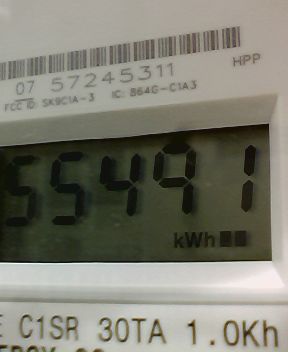 HPP
07 57245311
FCC ID: SK9C1A-3 IC: 864G-C1A3
55491
kWh
E C1SR 30TA 1.0Kh